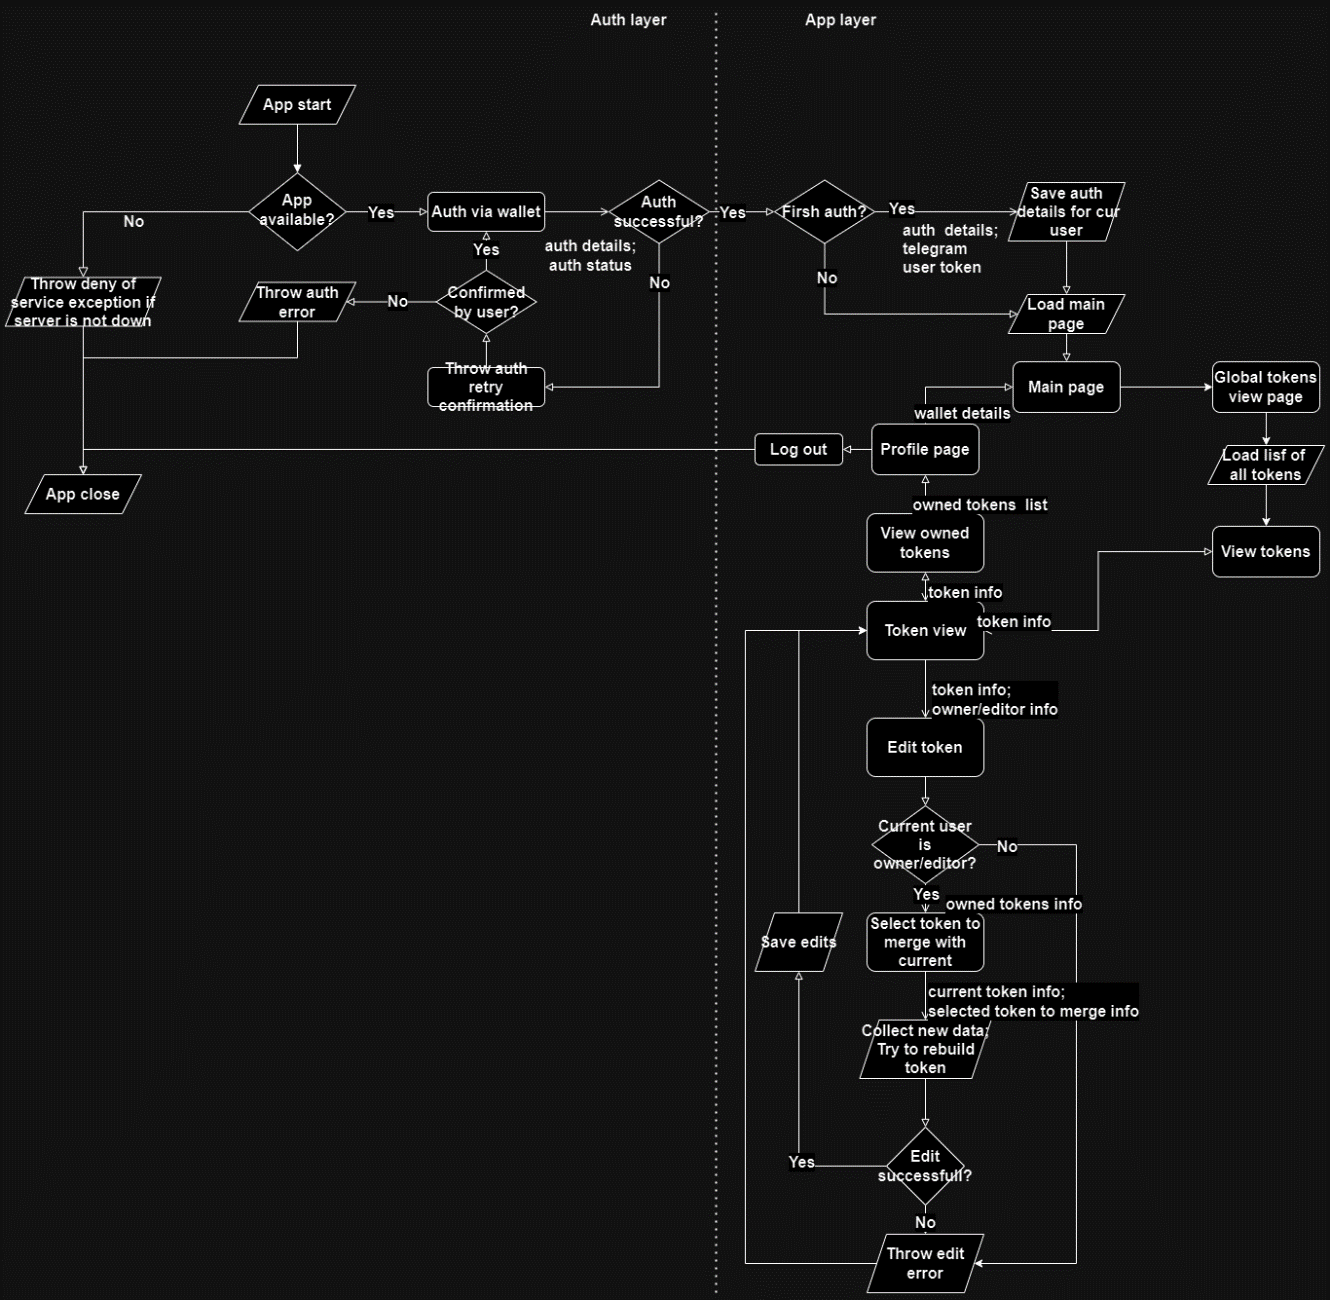 Auth layer
App layer
App start
App
available?
Yes
No
Auth via wallet
auth details;
auth status
Auth
successful?
Yes
No
Yes
Confirmed
by user?
No
Throw auth
error
Throw auth
retry
confirmation
Throw deny of
service exception if
server is not down
App close
Firsh auth?
Yes
auth  details;
telegram
user token
No
Save auth
details for cur
user
Load main
page
Main page
Global tokens
view page
Load lisf of
all tokens
View tokens
wallet details
Profile page
Log out
owned tokens  list
View owned
tokens
token info
Token view
token info
token info;
owner/editor info
Edit token
Current user
is
owner/editor?
No
Yes
owned tokens info
Select token to
merge with
current
Save edits
current token info;
selected token to merge info
Collect new data;
Try to rebuild
token
Edit
successfull?
Yes
No
Throw edit
error